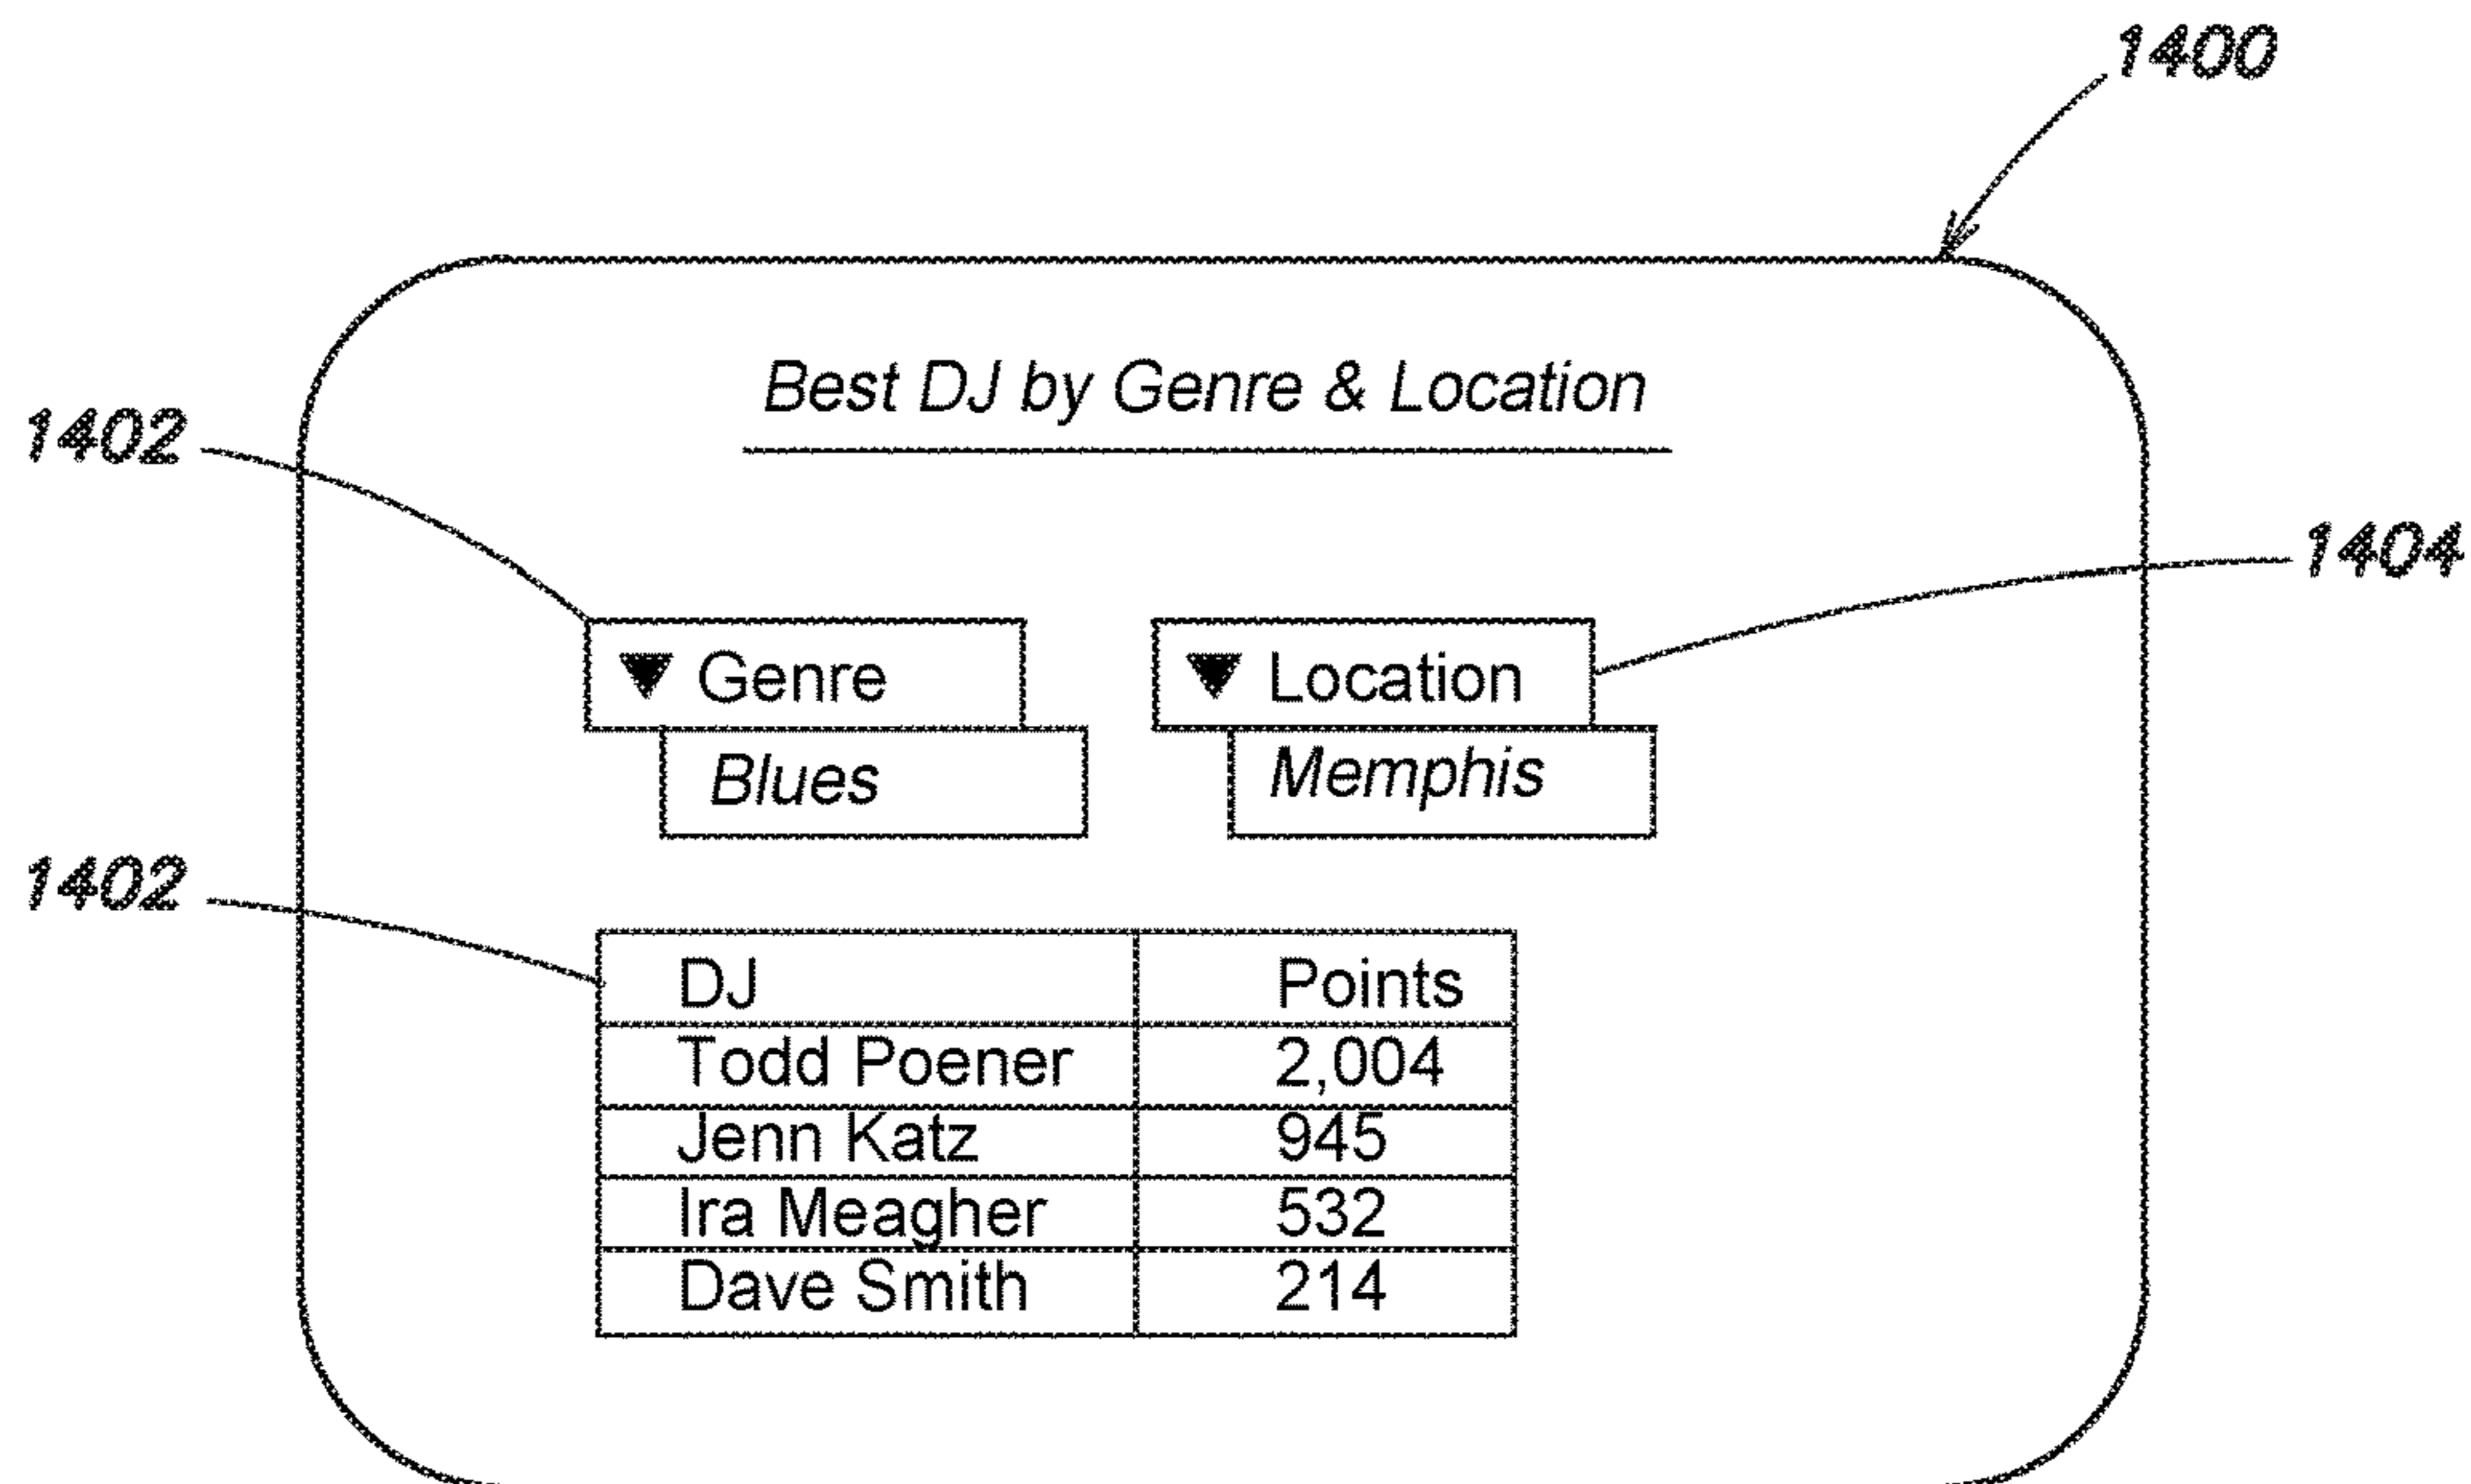 1400
Best DJ by Genre & Location
1402
1404
▼ Genre ▼ Location
Blues Memphis
1402
DJ Points
Todd Poener 2,004
Jenn Katz 945
Ira Meagher 532
Dave Smith 214